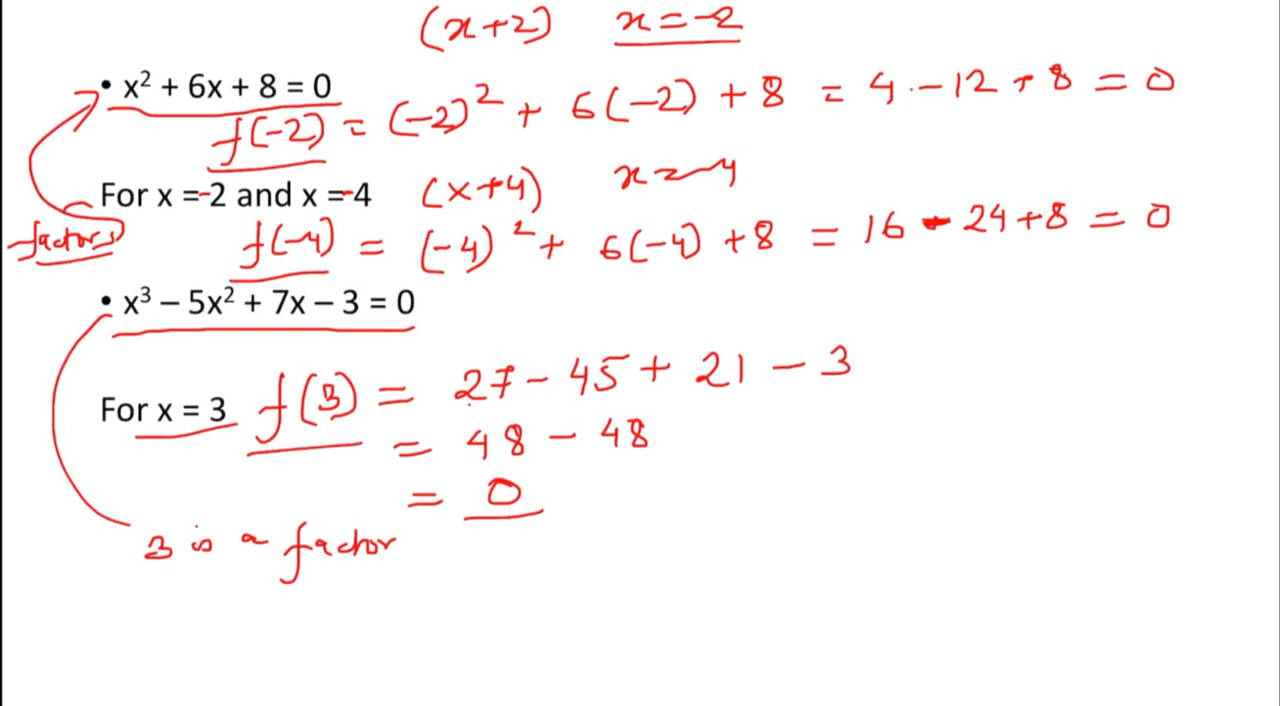 (x+2) x = -2
• x² + 6x + 8 = 0
f(-2) = (-2)² + 6(-2) + 8 = 4 - 12 + 8 = 0
For x =-2 and x =-4 (x+4) x = -4
factors
f(-4) = (-4)² + 6(-4) + 8 = 16 - 24 + 8 = 0
• x³ – 5x² + 7x – 3 = 0
For x = 3 f(3) = 27 - 45 + 21 - 3
= 48 - 48
= 0
3 is a factor